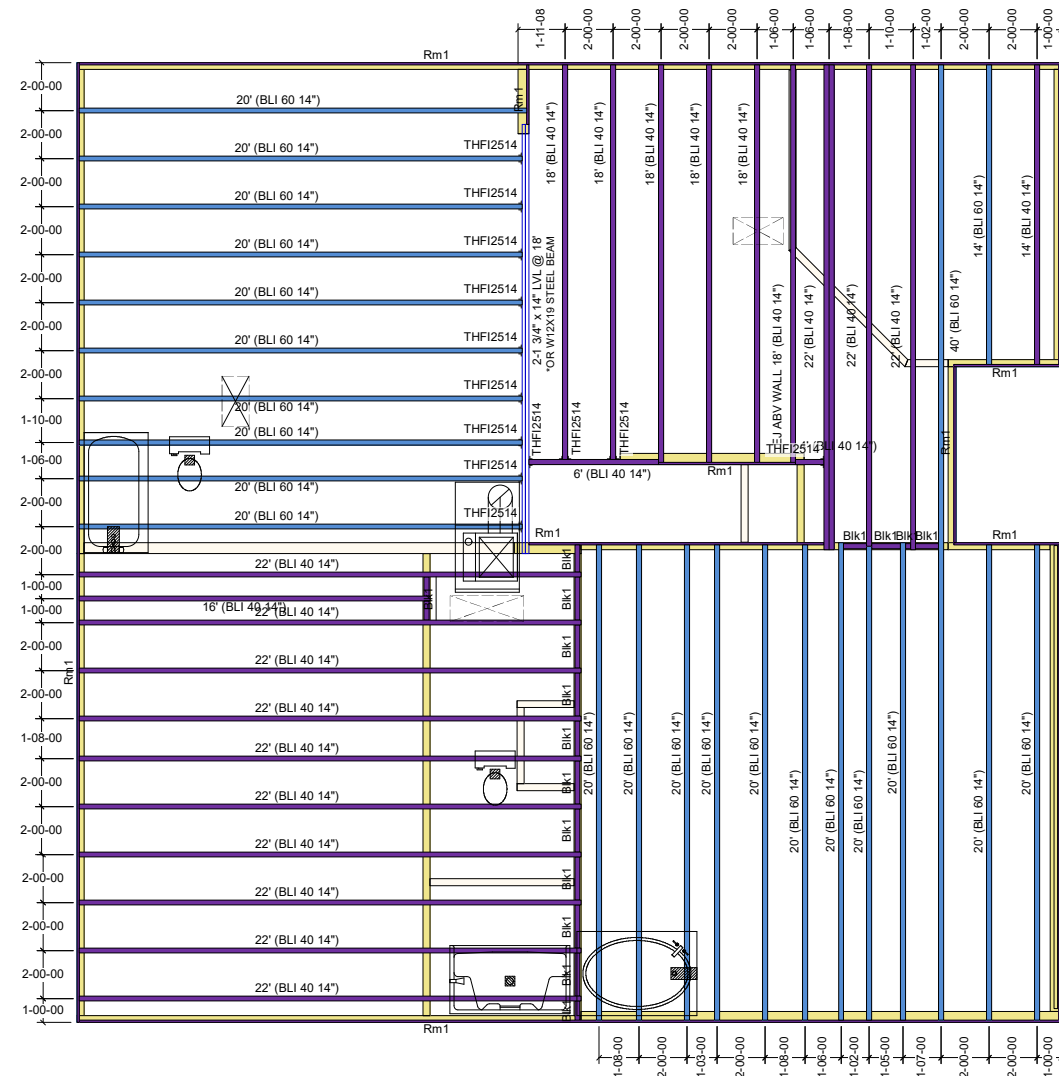 1-11-08
2-00-00
2-00-00
2-00-00
2-00-00
1-06-00
1-06-00
1-08-00
1-10-00
1-02-00
2-00-00
2-00-00
1-00-00
Rm1
2-00-00
2-00-00
2-00-00
2-00-00
2-00-00
2-00-00
2-00-00
1-10-00
1-06-00
2-00-00
2-00-00
1-00-00
1-00-00
2-00-00
2-00-00
1-08-00
2-00-00
2-00-00
2-00-00
2-00-00
2-00-00
1-00-00
Rm1
20' (BLI 60 14")
20' (BLI 60 14")
20' (BLI 60 14")
20' (BLI 60 14")
20' (BLI 60 14")
20' (BLI 60 14")
20' (BLI 60 14")
20' (BLI 60 14")
20' (BLI 60 14")
20' (BLI 60 14")
THFI2514
THFI2514
THFI2514
THFI2514
THFI2514
THFI2514
THFI2514
THFI2514
THFI2514
Rm1
2-1 3/4" x 14" LVL @ 18'
*OR W12X19 STEEL BEAM
18' (BLI 40 14")
18' (BLI 40 14")
18' (BLI 40 14")
18' (BLI 40 14")
18' (BLI 40 14")
EJ ABV WALL 18' (BLI 40 14")
22' (BLI 40 14")
22' (BLI 40 14")
22' (BLI 40 14")
40' (BLI 60 14")
14' (BLI 60 14")
14' (BLI 40 14")
THFI2514
THFI2514
THFI2514
THFI2514
(BLI 40 14")
6' (BLI 40 14")
Rm1
Rm1
Rm1
Rm1
Rm1
Blk1
Blk1
Blk1
Blk1
22' (BLI 40 14")
16' (BLI 40 14")
22' (BLI 40 14")
22' (BLI 40 14")
22' (BLI 40 14")
22' (BLI 40 14")
22' (BLI 40 14")
22' (BLI 40 14")
22' (BLI 40 14")
22' (BLI 40 14")
22' (BLI 40 14")
Blk1
Blk1
Blk1
Blk1
Blk1
Blk1
Blk1
Blk1
Blk1
Blk1
Blk1
Blk1
20' (BLI 60 14")
20' (BLI 60 14")
20' (BLI 60 14")
20' (BLI 60 14")
20' (BLI 60 14")
20' (BLI 60 14")
20' (BLI 60 14")
20' (BLI 60 14")
20' (BLI 60 14")
20' (BLI 60 14")
20' (BLI 60 14")
Rm1
1-08-00
2-00-00
1-03-00
2-00-00
1-08-00
1-06-00
1-02-00
1-05-00
1-07-00
2-00-00
2-00-00
1-00-00